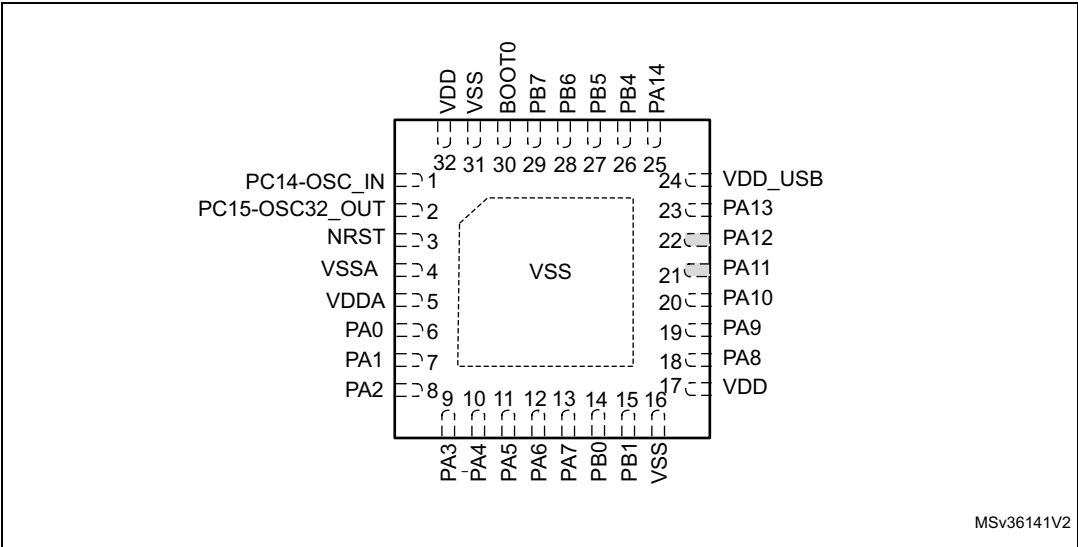 VDD
VSS
BOOT0
PB7
PB6
PB5
PB4
PA14
32 31 30 29 28 27 26 25
PC14-OSC_IN 1
PC15-OSC32_OUT 2
NRST 3
VSSA 4
VDDA 5
PA0 6
PA1 7
PA2 8
VSS
24 VDD_USB
23 PA13
22 PA12
21 PA11
20 PA10
19 PA9
18 PA8
17 VDD
9 10 11 12 13 14 15 16
PA3
PA4
PA5
PA6
PA7
PB0
PB1
VSS
MSv36141V2